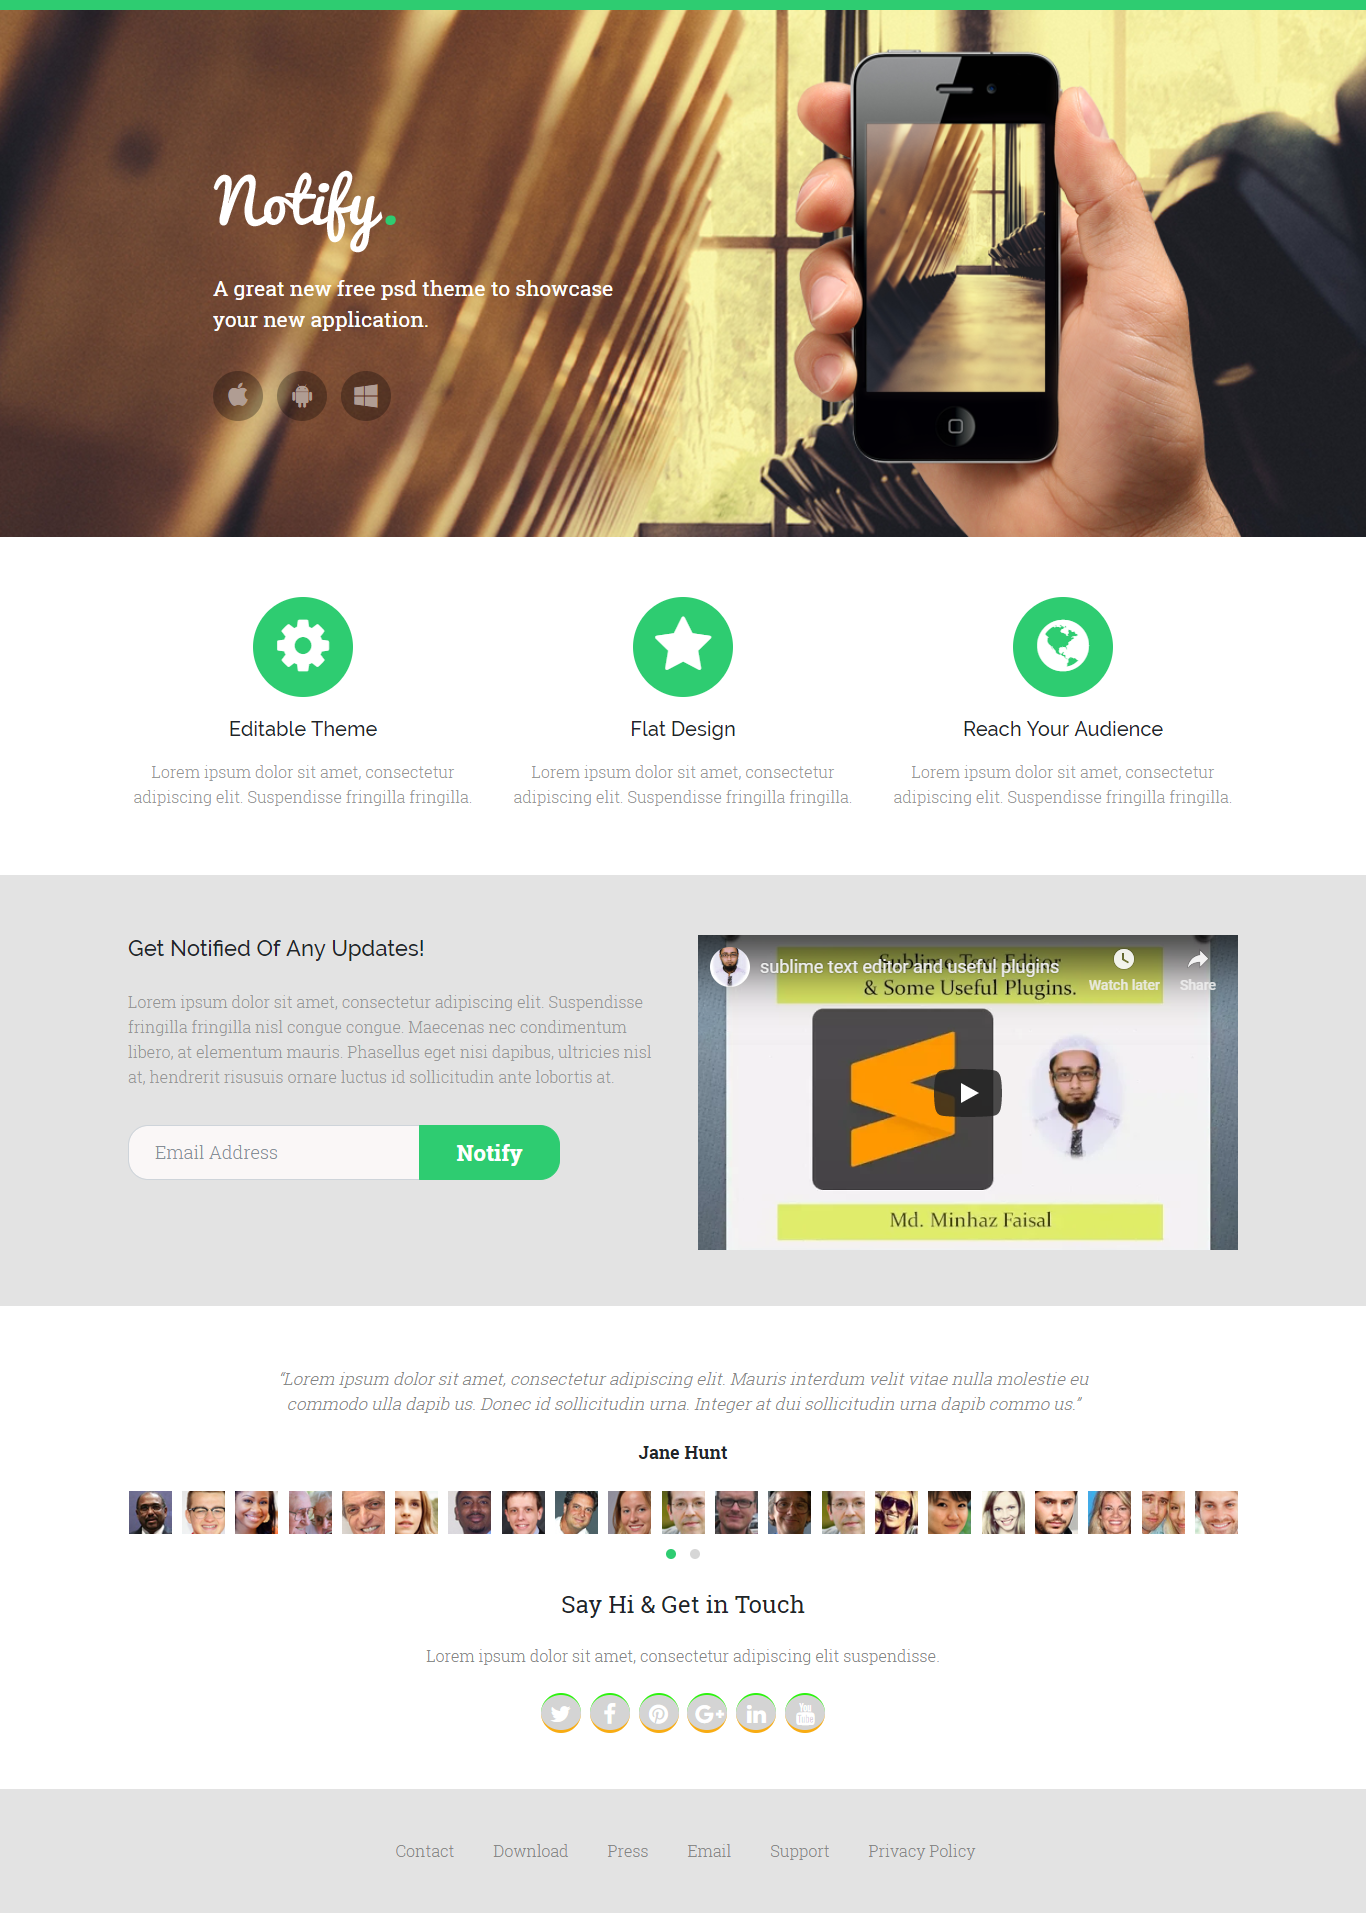 Notify.
A great new free psd theme to showcase
your new application.
Editable Theme
Lorem ipsum dolor sit amet, consectetur
adipiscing elit. Suspendisse fringilla fringilla.
Flat Design
Lorem ipsum dolor sit amet, consectetur
adipiscing elit. Suspendisse fringilla fringilla.
Reach Your Audience
Lorem ipsum dolor sit amet, consectetur
adipiscing elit. Suspendisse fringilla fringilla.
Get Notified Of Any Updates!
Lorem ipsum dolor sit amet, consectetur adipiscing elit. Suspendisse
fringilla fringilla nisl congue congue. Maecenas nec condimentum
libero, at elementum mauris. Phasellus eget nisi dapibus, ultricies nisl
at, hendrerit risusuis ornare luctus id sollicitudin ante lobortis at.
Email Address
Notify
sublime text editor and useful plugins
Watch later
Share
Sublime Text Editor
& Some Useful Plugins.
Md. Minhaz Faisal
“Lorem ipsum dolor sit amet, consectetur adipiscing elit. Mauris interdum velit vitae nulla molestie eu
commodo ulla dapib us. Donec id sollicitudin urna. Integer at dui sollicitudin urna dapib commo us.”
Jane Hunt
Say Hi & Get in Touch
Lorem ipsum dolor sit amet, consectetur adipiscing elit suspendisse.
You
Tube
Contact
Download
Press
Email
Support
Privacy Policy